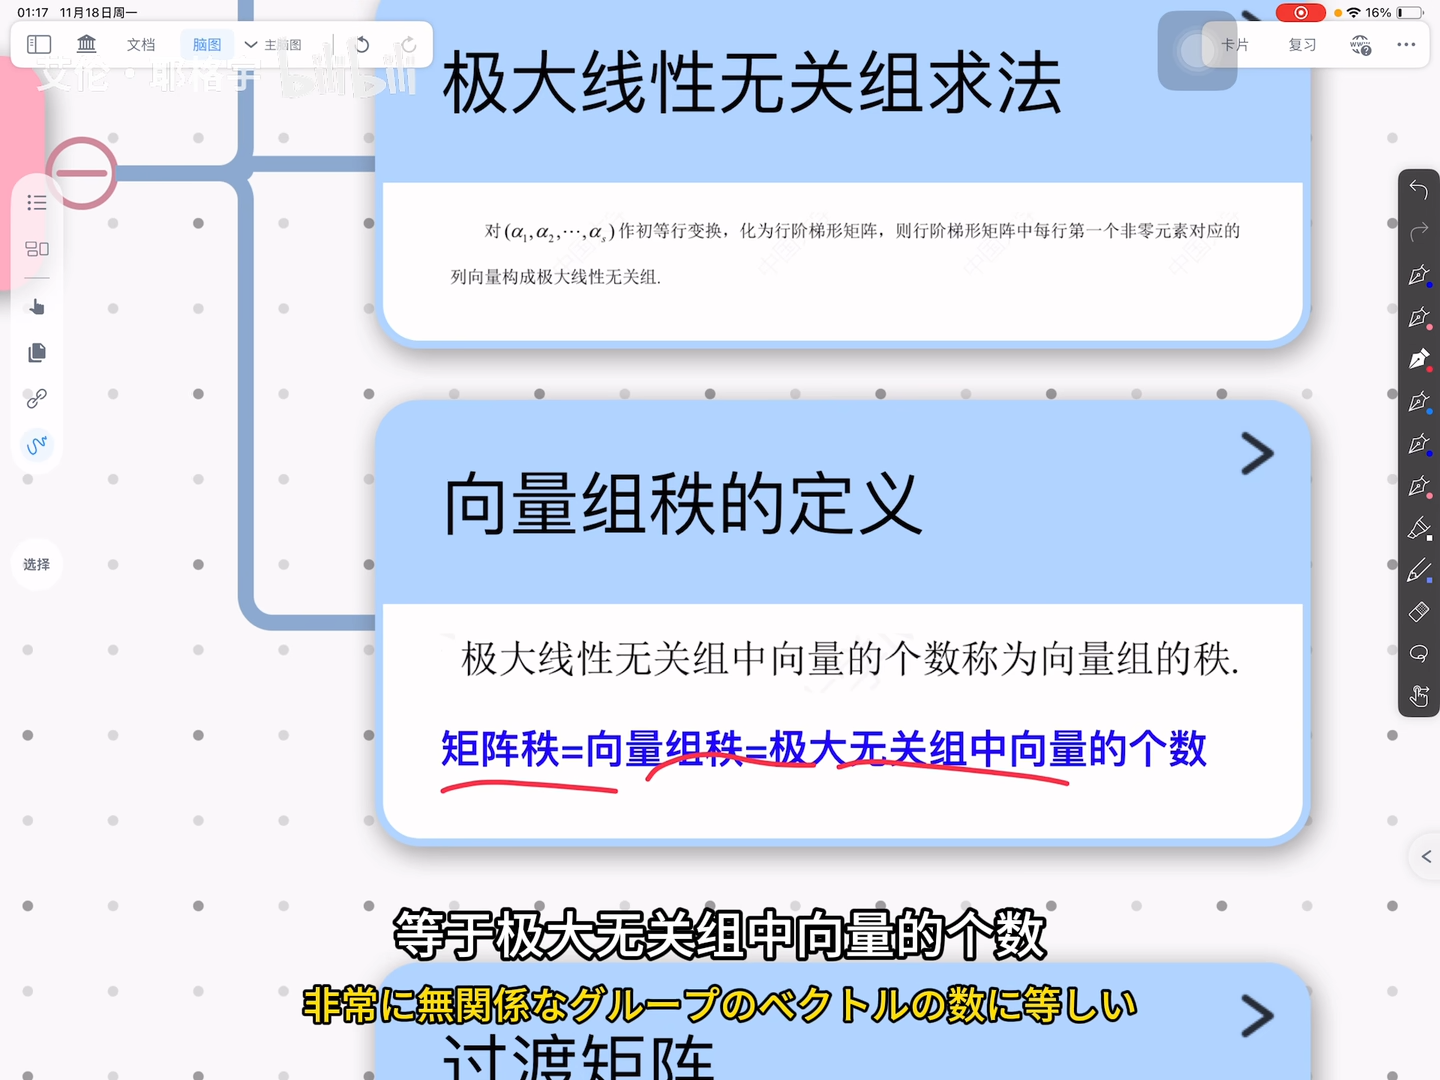 01:17 11月18日周一
16%
文档
脑图
主脑图
卡片
复习
艾伦·耶格宇 bilibili
极大线性无关组求法
对(α₁,α₂,⋯,αₛ)作初等行变换，化为行阶梯形矩阵，则行阶梯形矩阵中每行第一个非零元素对应的
列向量构成极大线性无关组.
选择
向量组秩的定义
极大线性无关组中向量的个数称为向量组的秩.
矩阵秩=向量组秩=极大无关组中向量的个数
等于极大无关组中向量的个数
非常に無関係なグループのベクトルの数に等しい
过渡矩阵